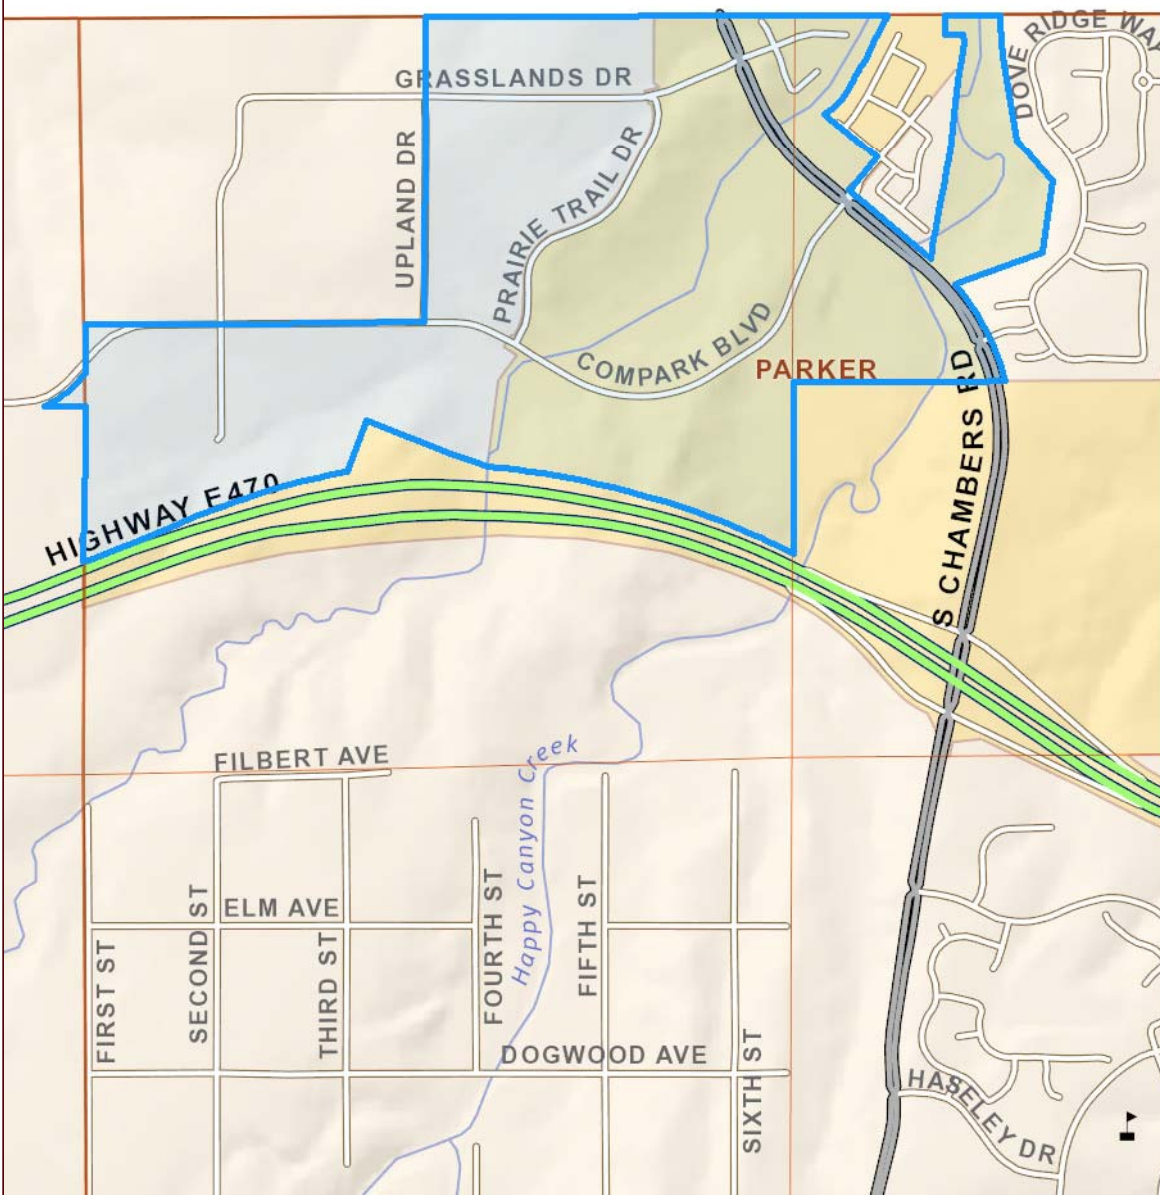 DOVE RIDGE WAY
GRASSLANDS DR
UPLAND DR
PRAIRIE TRAIL DR
COMPARK BLVD
PARKER
HIGHWAY E470
S CHAMBERS RD
FILBERT AVE
Happy Canyon Creek
ELM AVE
FIRST ST
SECOND ST
THIRD ST
FOURTH ST
FIFTH ST
DOGWOOD AVE
SIXTH ST
HASELEY DR